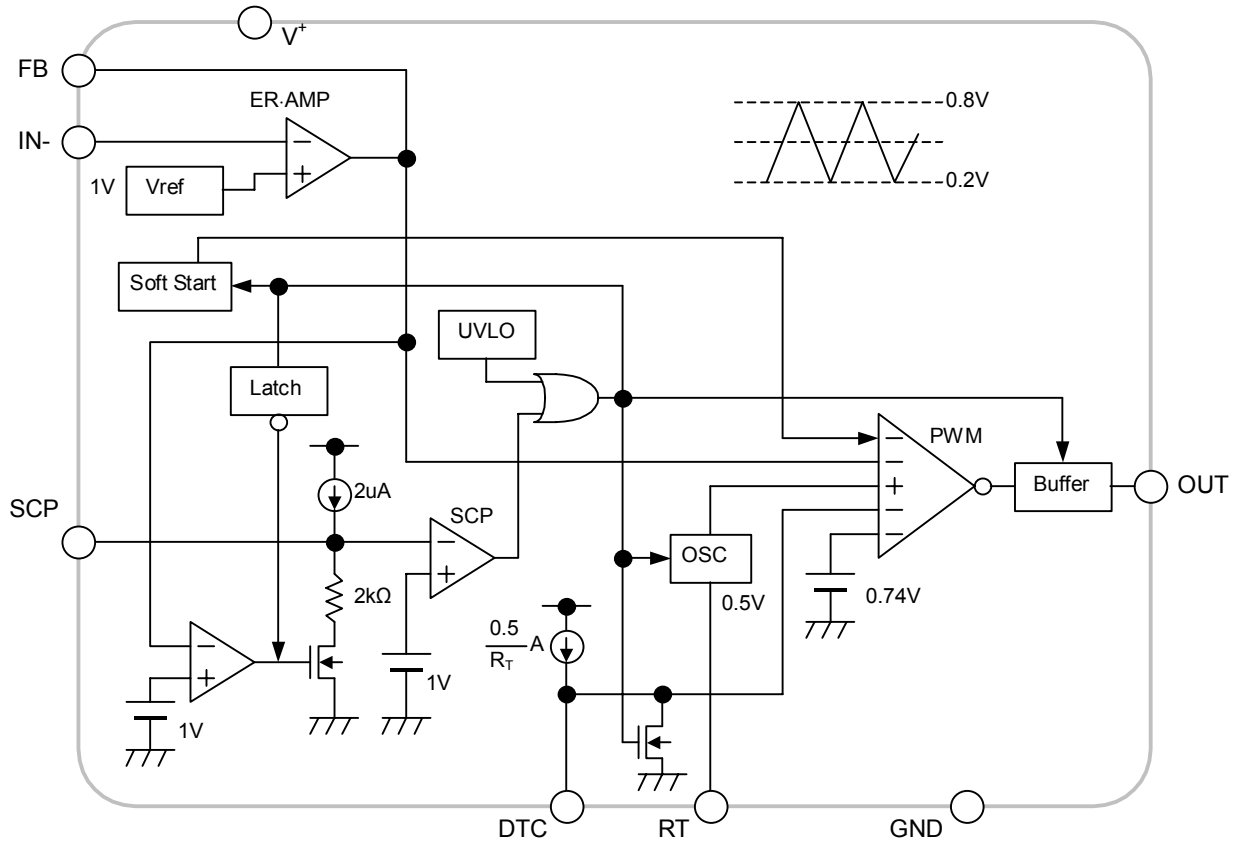 V+
FB
ER·AMP
0.8V
IN-
1V
Vref
0.2V
Soft Start
UVLO
Latch
PWM
2uA
SCP
SCP
Buffer
OUT
OSC
2kΩ
0.5V
0.74V
0.5
RT
A
1V
1V
DTC
RT
GND